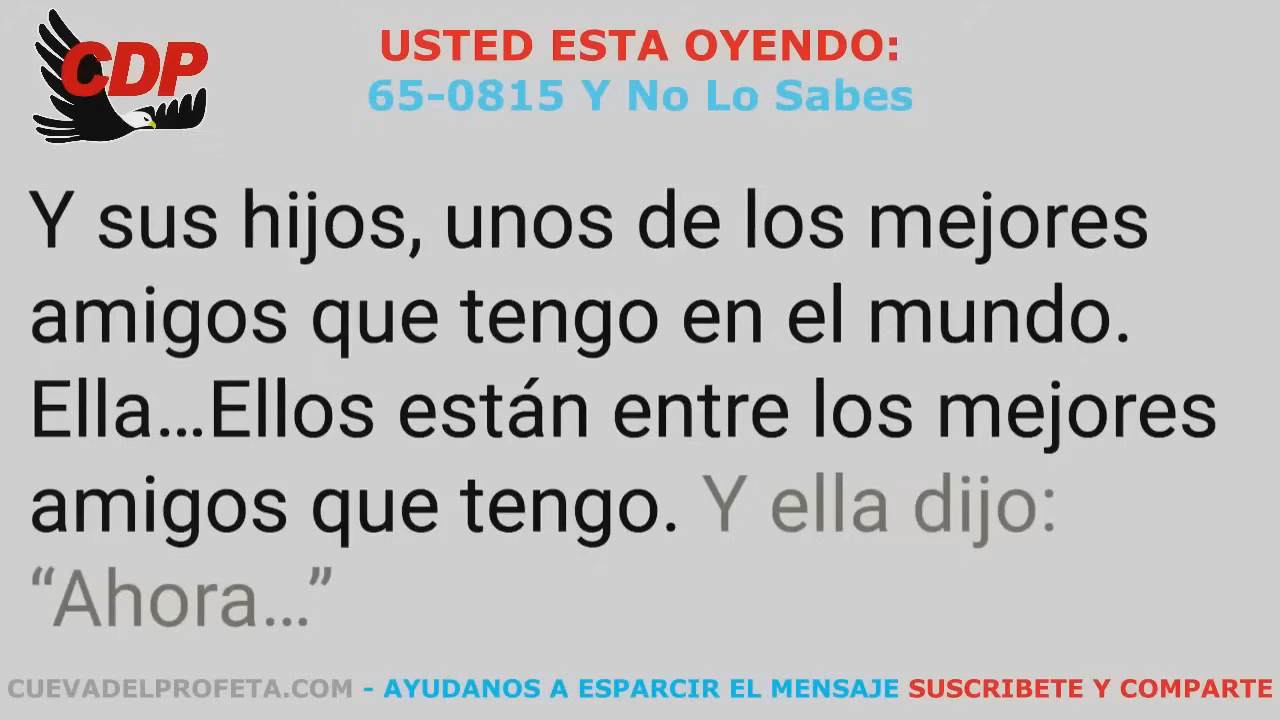 CDP
USTED ESTA OYENDO:
65-0815 Y No Lo Sabes
Y sus hijos, unos de los mejores
amigos que tengo en el mundo.
Ella…Ellos están entre los mejores
amigos que tengo. Y ella dijo:
“Ahora…”
CUEVADELPROFETA.COM - AYUDANOS A ESPARCIR EL MENSAJE SUSCRIBETE Y COMPARTE